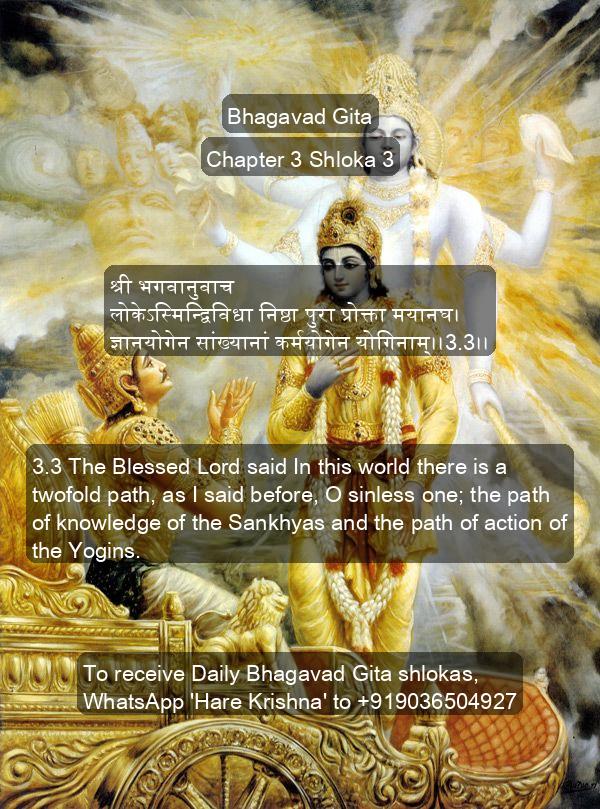 Bhagavad Gita
Chapter 3 Shloka 3
श्री भगवानुवाच
लोकेऽस्मिन्द्विविधा निष्ठा पुरा प्रोक्ता मयानघ।
ज्ञानयोगेन सांख्यानां कर्मयोगेन योगिनाम्।।3.3।।
3.3 The Blessed Lord said In this world there is a
twofold path, as I said before, O sinless one; the path
of knowledge of the Sankhyas and the path of action of
the Yogins.
To receive Daily Bhagavad Gita shlokas,
WhatsApp 'Hare Krishna' to +919036504927